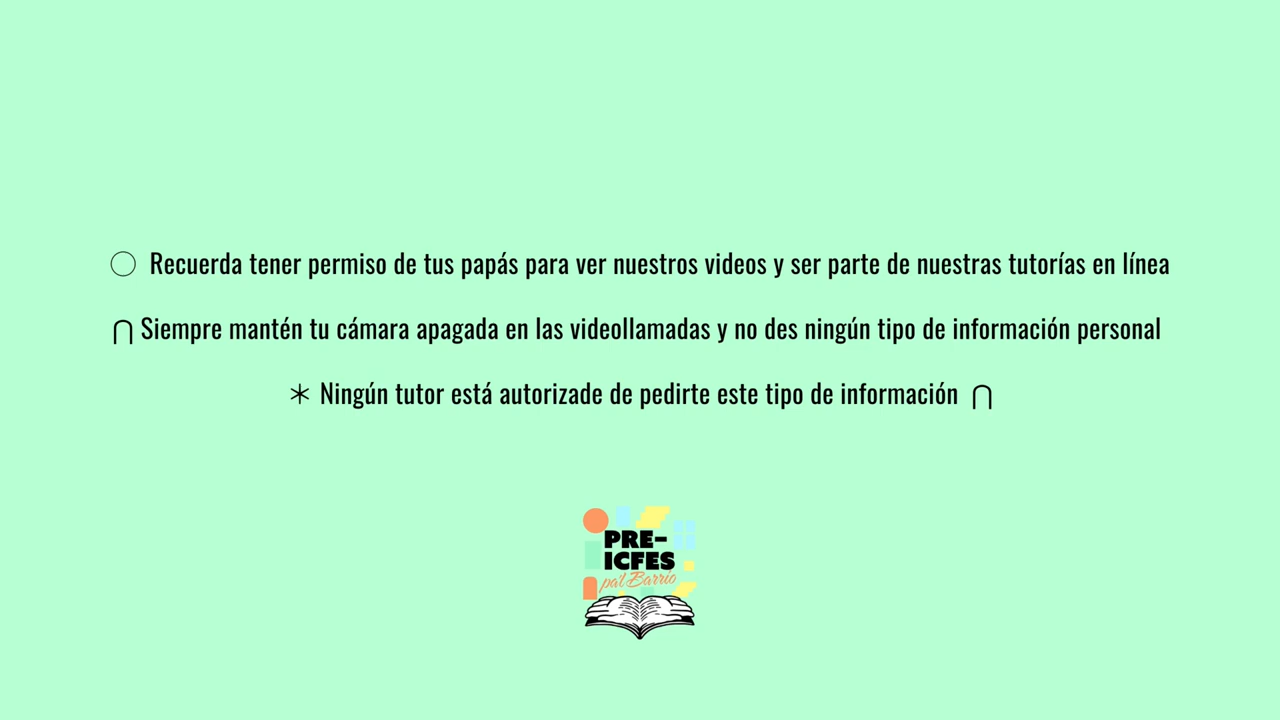 Recuerda tener permiso de tus papás para ver nuestros videos y ser parte de nuestras tutorías en línea
Siempre mantén tu cámara apagada en las videollamadas y no des ningún tipo de información personal
Ningún tutor está autorizade de pedirte este tipo de información
PRE-
ICFES
pa'l Barrio